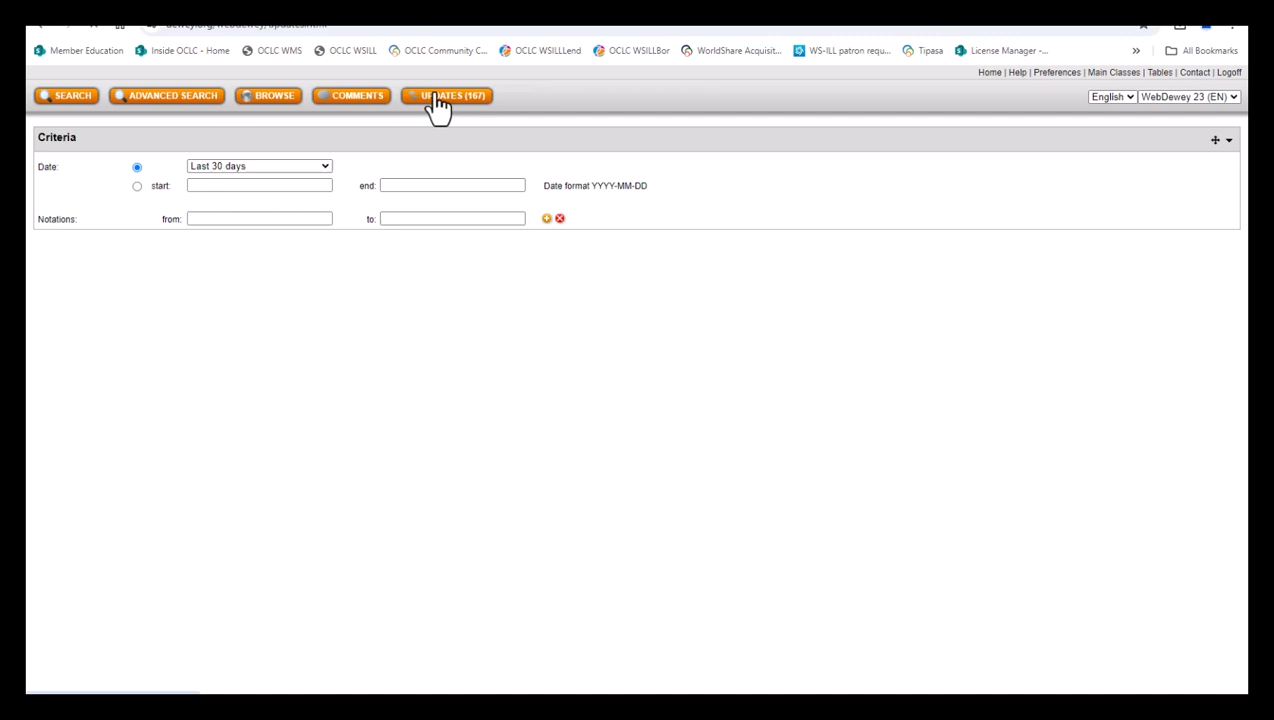 Member Education Inside OCLC - Home OCLC WMS OCLC WSILL OCLC Community C... OCLC WSILLLend OCLC WSILLBor WorldShare Acquisit... WS-ILL patron requ... Tipasa License Manager -... » All Bookmarks
Home | Help | Preferences | Main Classes | Tables | Contact | Logoff
SEARCH ADVANCED SEARCH BROWSE COMMENTS UPDATES (167) English WebDewey 23 (EN)
Criteria
Date: Last 30 days
start: end: Date format YYYY-MM-DD
Notations: from: to: